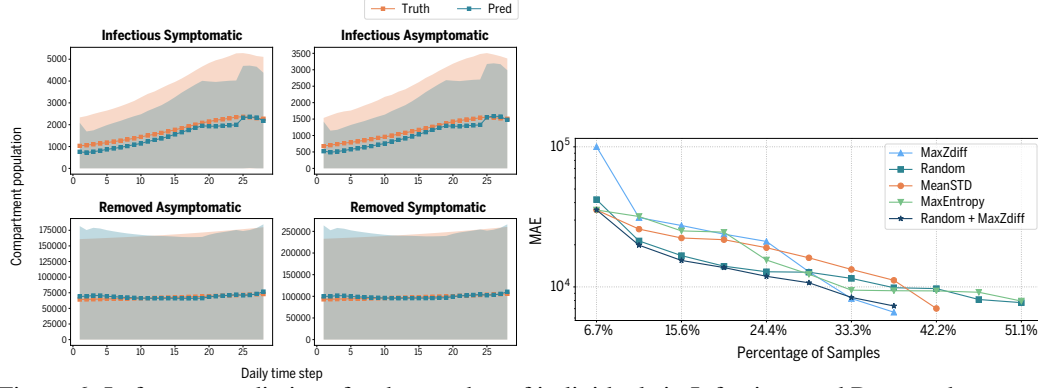 Truth Pred
Infectious Symptomatic Infectious Asymptomatic
5000
4000
3000
2000
1000
0
0 5 10 15 20 25
3500
3000
2500
2000
1500
1000
500
0
0 5 10 15 20 25
Compartment population
Removed Asymptomatic Removed Symptomatic
175000
150000
125000
100000
75000
50000
25000
0
0 5 10 15 20 25
250000
200000
150000
100000
50000
0
0 5 10 15 20 25
Daily time step
MAE
10^5
10^4
MaxZdiff
Random
MeanSTD
MaxEntropy
Random + MaxZdiff
6.7% 15.6% 24.4% 33.3% 42.2% 51.1%
Percentage of Samples